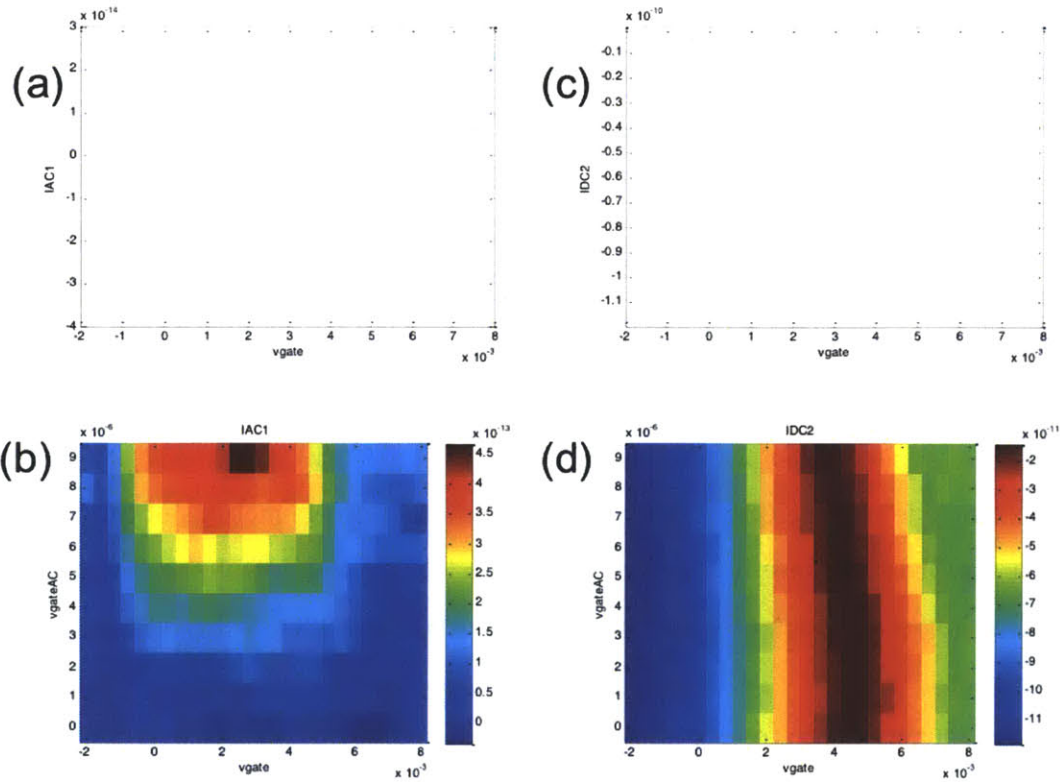 (a)
x 10⁻¹⁴
3
2
1
0
-1
-2
-3
-4
IAC1
-2 -1 0 1 2 3 4 5 6 7 8
vgate
x 10⁻³
(c)
x 10⁻¹⁰
-0.1
-0.2
-0.3
-0.4
-0.5
-0.6
-0.7
-0.8
-0.9
-1
-1.1
IDC2
-2 -1 0 1 2 3 4 5 6 7 8
vgate
x 10⁻³
(b)
x 10⁻⁶
IAC1
9
8
7
6
5
4
3
2
1
0
vgateAC
-2 0 2 4 6 8
vgate
x 10⁻³
x 10⁻¹³
4.5
4
3.5
3
2.5
2
1.5
1
0.5
0
(d)
x 10⁻⁶
IDC2
9
8
7
6
5
4
3
2
1
0
vgateAC
-2 0 2 4 6 8
vgate
x 10⁻³
x 10⁻¹¹
-2
-3
-4
-5
-6
-7
-8
-9
-10
-11